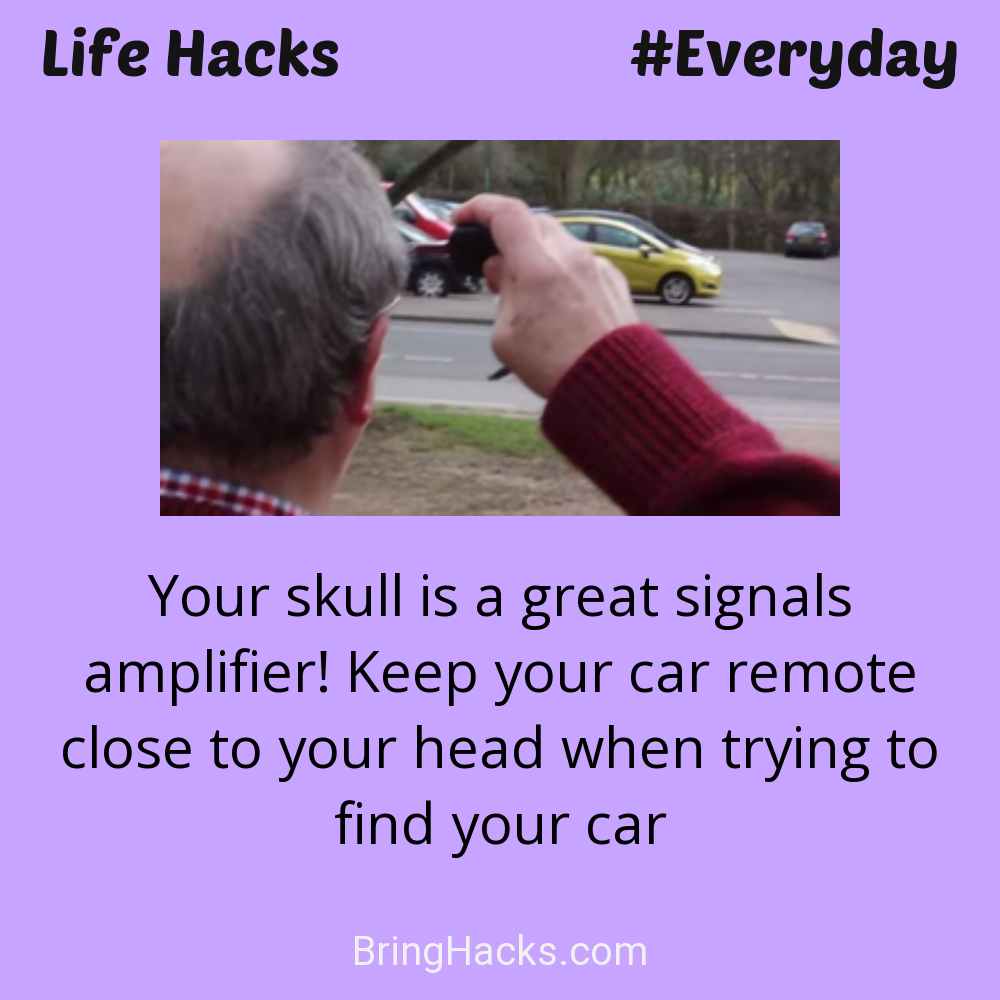 Life Hacks #Everyday
Your skull is a great signals
amplifier! Keep your car remote
close to your head when trying to
find your car
BringHacks.com